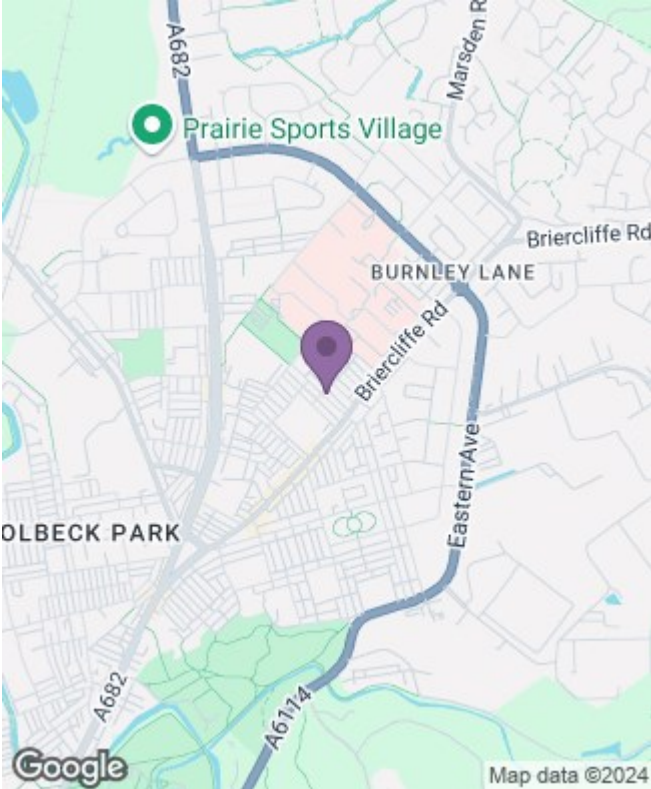 A682
Marsden R
Prairie Sports Village
Briercliffe Rd
BURNLEY LANE
Briercliffe Rd
Eastern Ave
OLBECK PARK
A682
A6114
Google
Map data ©2024